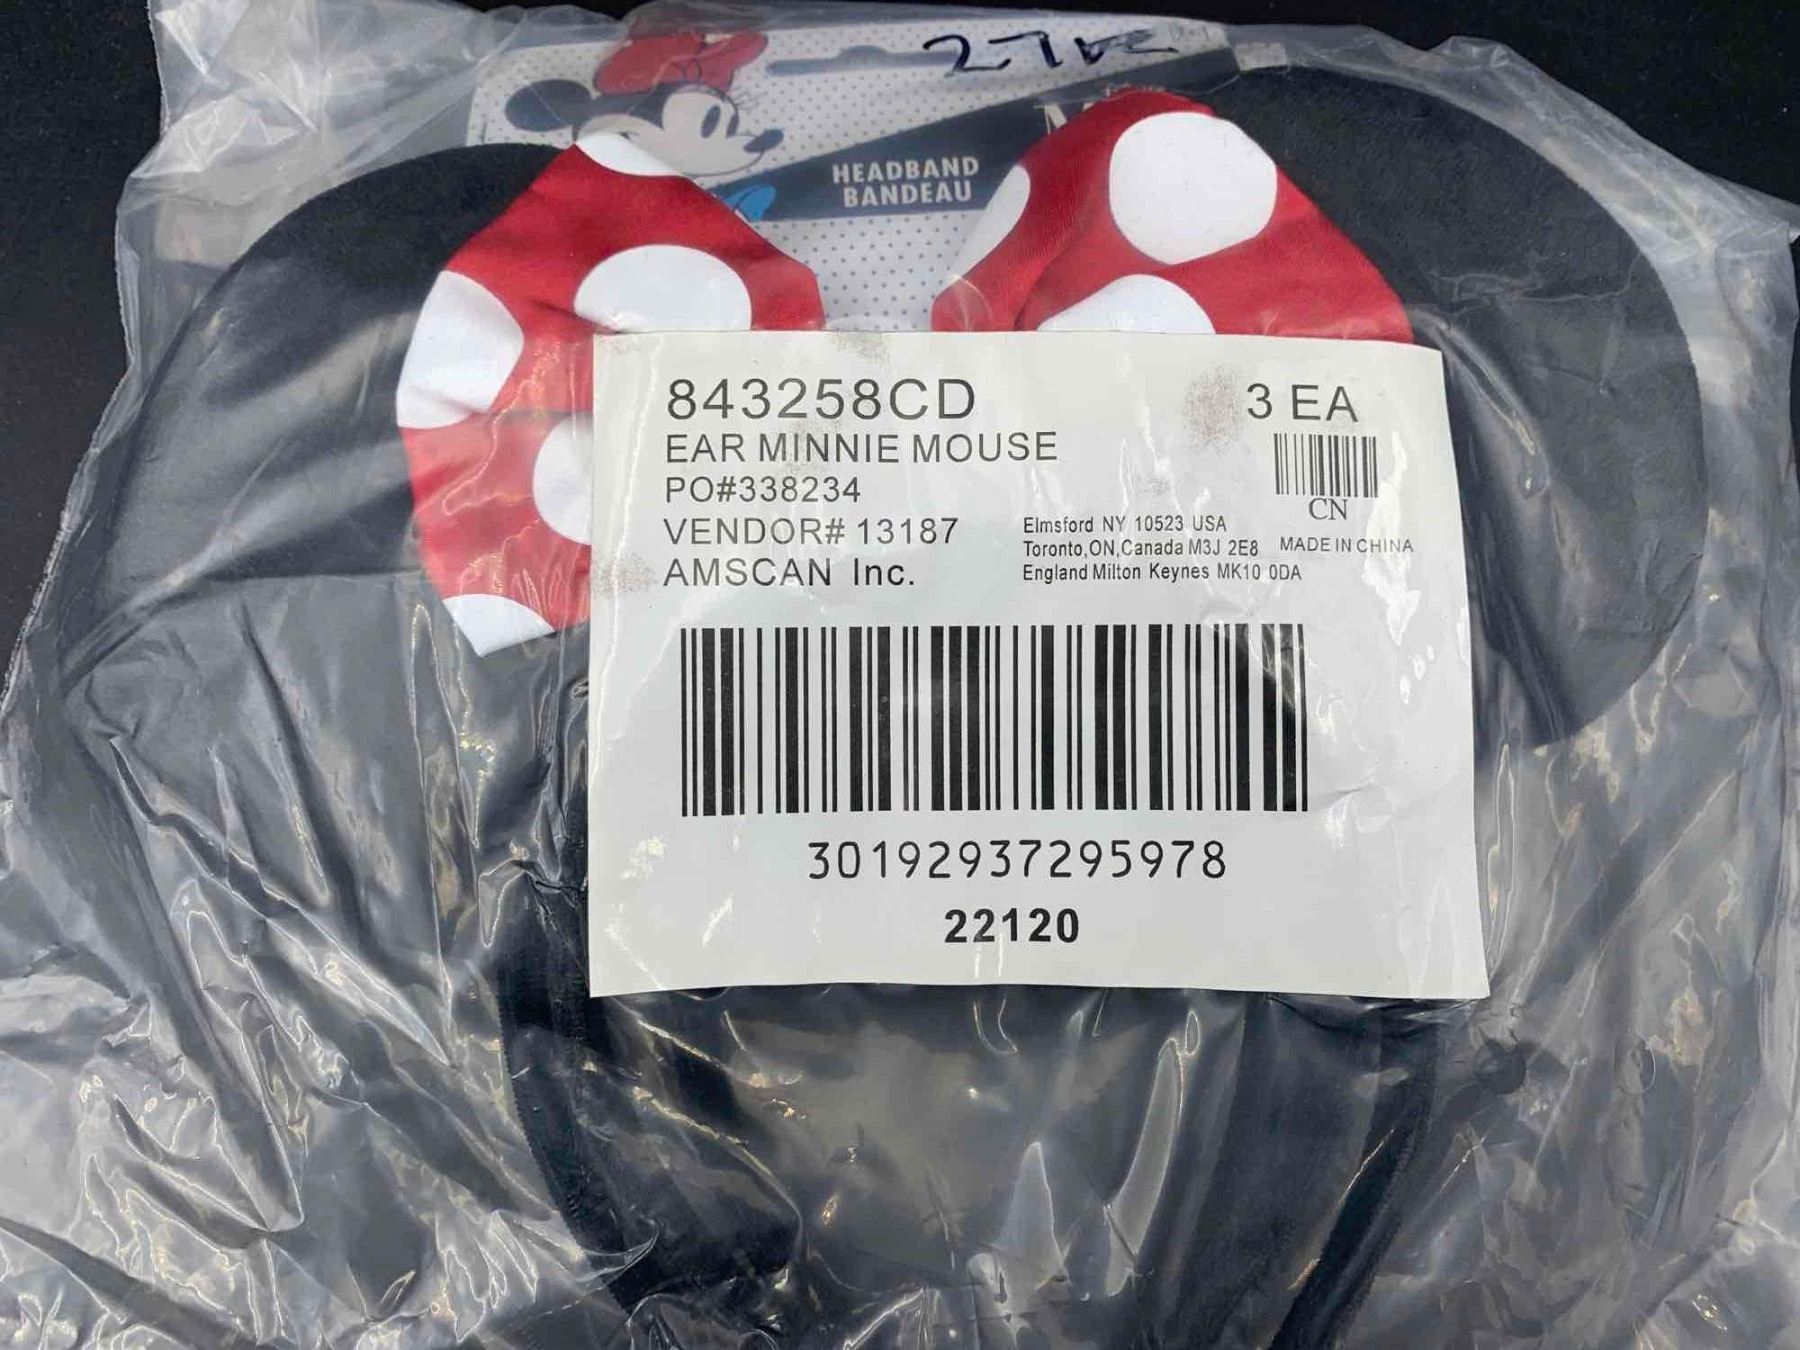 HEADBAND
BANDEAU
843258CD
3 EA
EAR MINNIE MOUSE
PO#338234
CN
VENDOR# 13187
Elmsford NY 10523 USA
Toronto,ON,Canada M3J 2E8
MADE IN CHINA
AMSCAN Inc.
England Milton Keynes MK10 0DA
30192937295978
22120